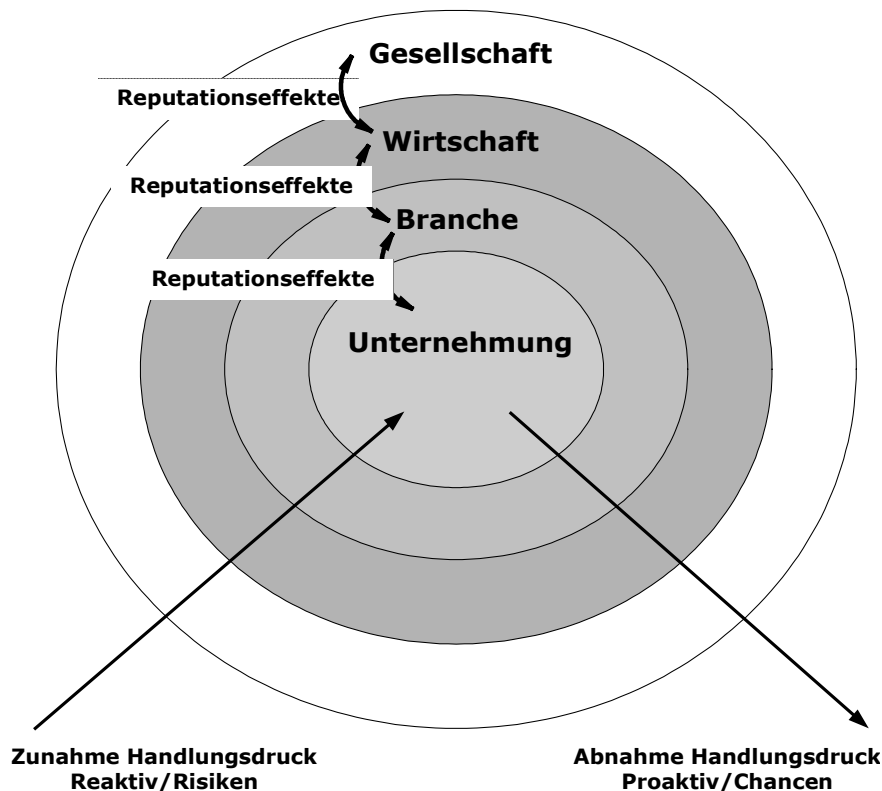 Gesellschaft
Reputationseffekte
Wirtschaft
Reputationseffekte
Branche
Reputationseffekte
Unternehmung
Zunahme Handlungsdruck
Reaktiv/Risiken
Abnahme Handlungsdruck
Proaktiv/Chancen